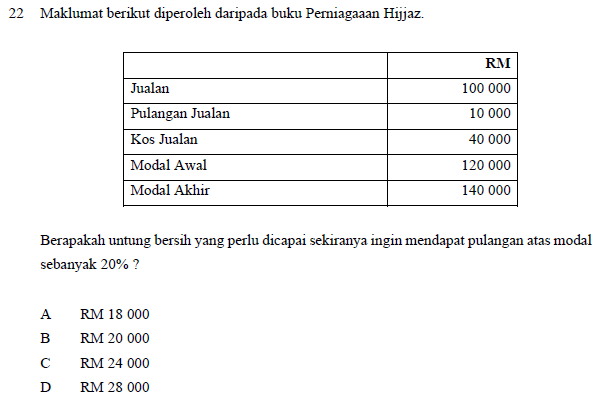 22 Maklumat berikut diperoleh daripada buku Perniagaaan Hijjaz.
RM
Jualan 100 000
Pulangan Jualan 10 000
Kos Jualan 40 000
Modal Awal 120 000
Modal Akhir 140 000
Berapakah untung bersih yang perlu dicapai sekiranya ingin mendapat pulangan atas modal
sebanyak 20% ?
A RM 18 000
B RM 20 000
C RM 24 000
D RM 28 000